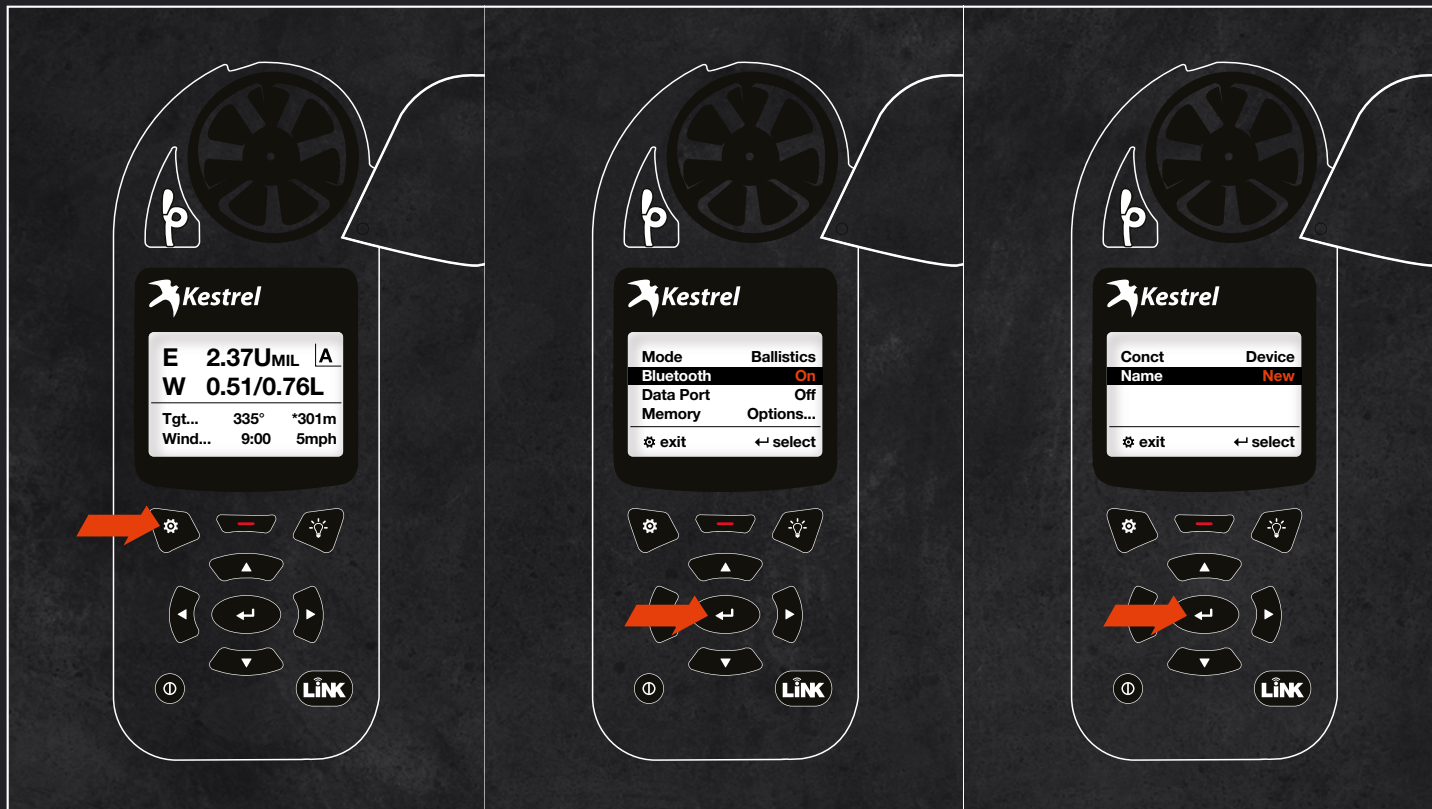 Kestrel
E 2.37UMIL A
W 0.51/0.76L
Tgt... 335° *301m
Wind... 9:00 5mph
LiNK
Kestrel
Mode Ballistics
Bluetooth On
Data Port Off
Memory Options...
exit ↵ select
LiNK
Kestrel
Conct Device
Name New
exit ↵ select
LiNK